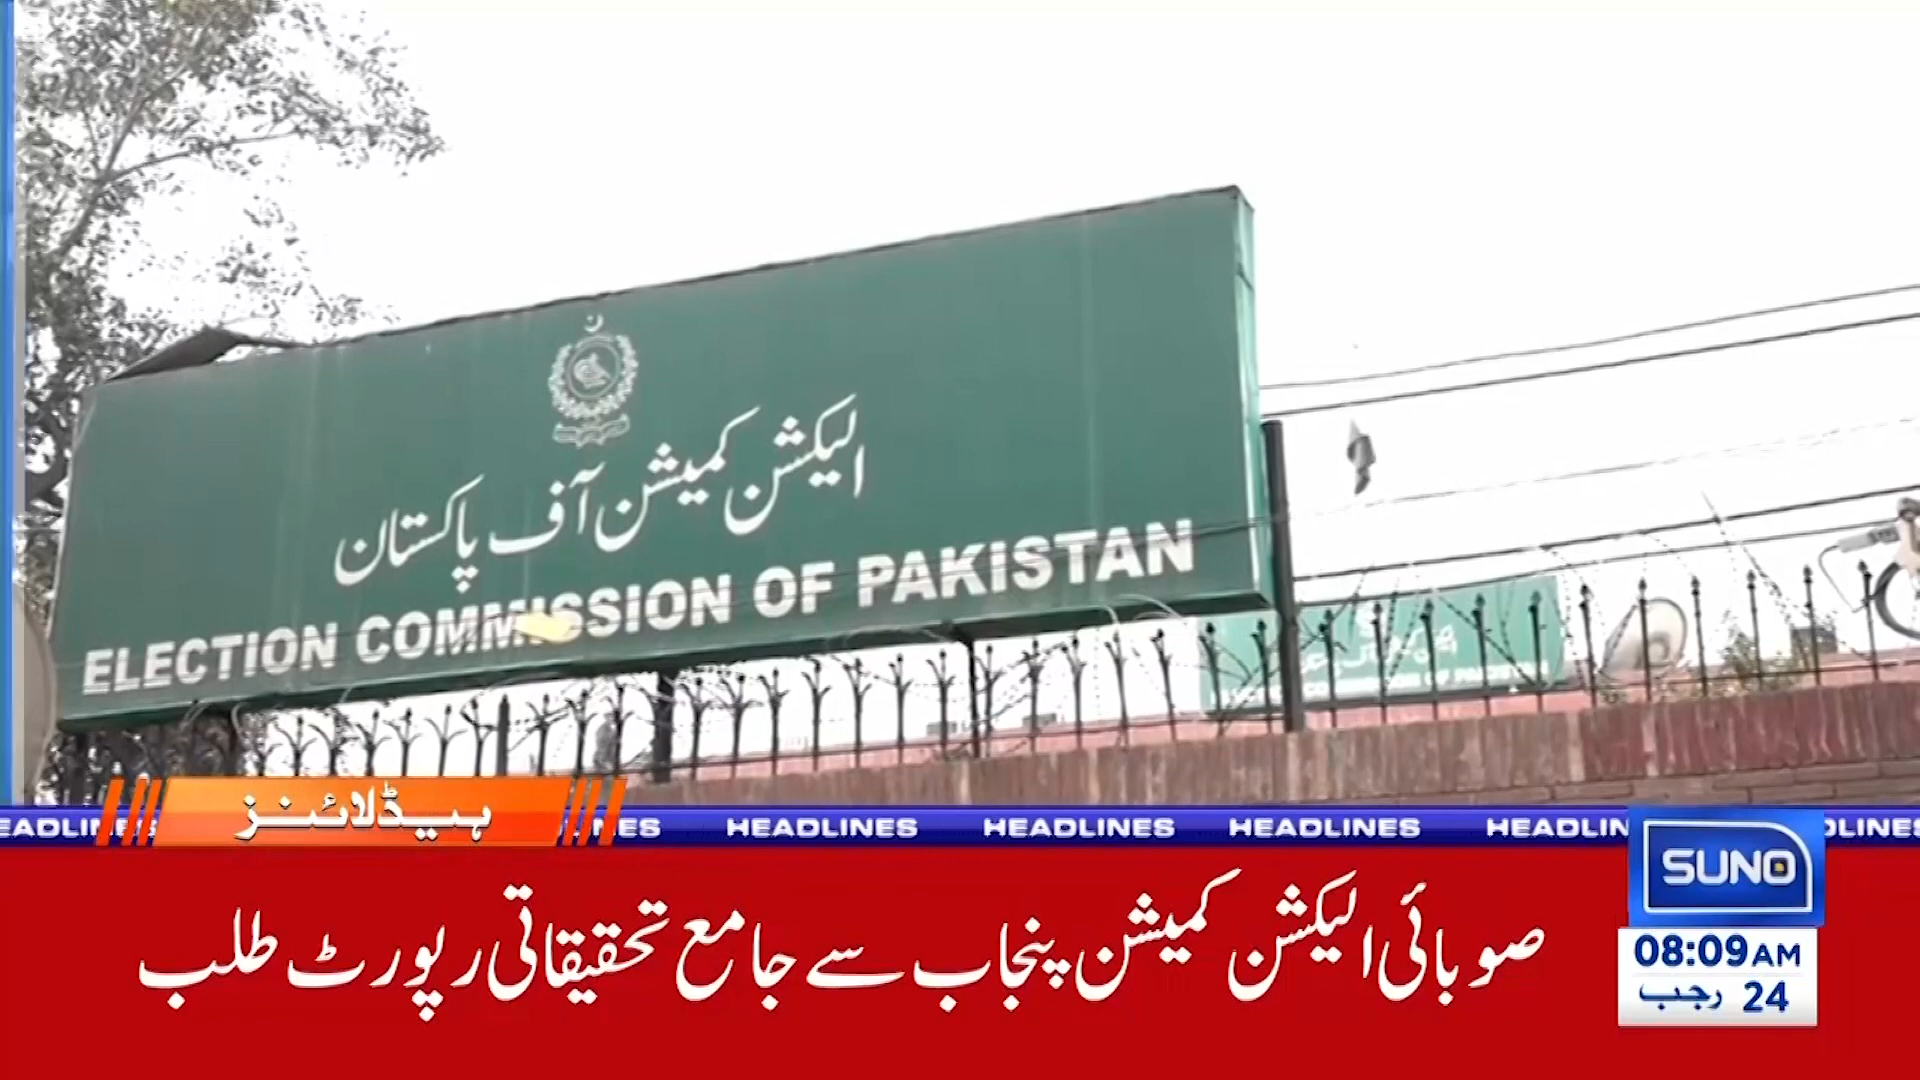 الیکشن کمیشن آف پاکستان
ELECTION COMMISSION OF PAKISTAN
ہیڈلائنز
HEADLINES HEADLINES HEADLINES
SUNO
صوبائی الیکشن کمیشن پنجاب سے جامع تحقیقاتی رپورٹ طلب
08:09AM
24 رجب